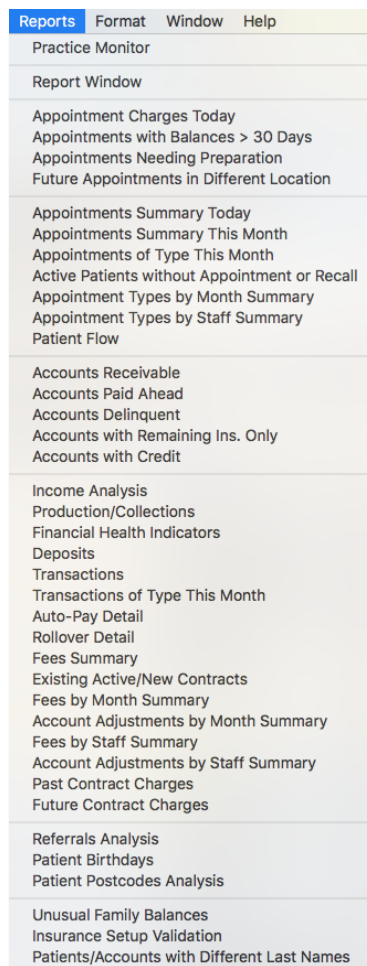 Reports Format Window Help
Practice Monitor
Report Window
Appointment Charges Today
Appointments with Balances > 30 Days
Appointments Needing Preparation
Future Appointments in Different Location
Appointments Summary Today
Appointments Summary This Month
Appointments of Type This Month
Active Patients without Appointment or Recall
Appointment Types by Month Summary
Appointment Types by Staff Summary
Patient Flow
Accounts Receivable
Accounts Paid Ahead
Accounts Delinquent
Accounts with Remaining Ins. Only
Accounts with Credit
Income Analysis
Production/Collections
Financial Health Indicators
Deposits
Transactions
Transactions of Type This Month
Auto-Pay Detail
Rollover Detail
Fees Summary
Existing Active/New Contracts
Fees by Month Summary
Account Adjustments by Month Summary
Fees by Staff Summary
Account Adjustments by Staff Summary
Past Contract Charges
Future Contract Charges
Referrals Analysis
Patient Birthdays
Patient Postcodes Analysis
Unusual Family Balances
Insurance Setup Validation
Patients/Accounts with Different Last Names